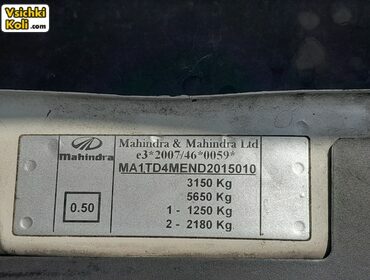 Vsichki
Koli.com
Mahindra
Mahindra & Mahindra Ltd
e3*2007/46*0059*
MA1TD4MEND2015010
3150 Kg
5650 Kg
0.50
1 - 1250 Kg
2 - 2180 Kg